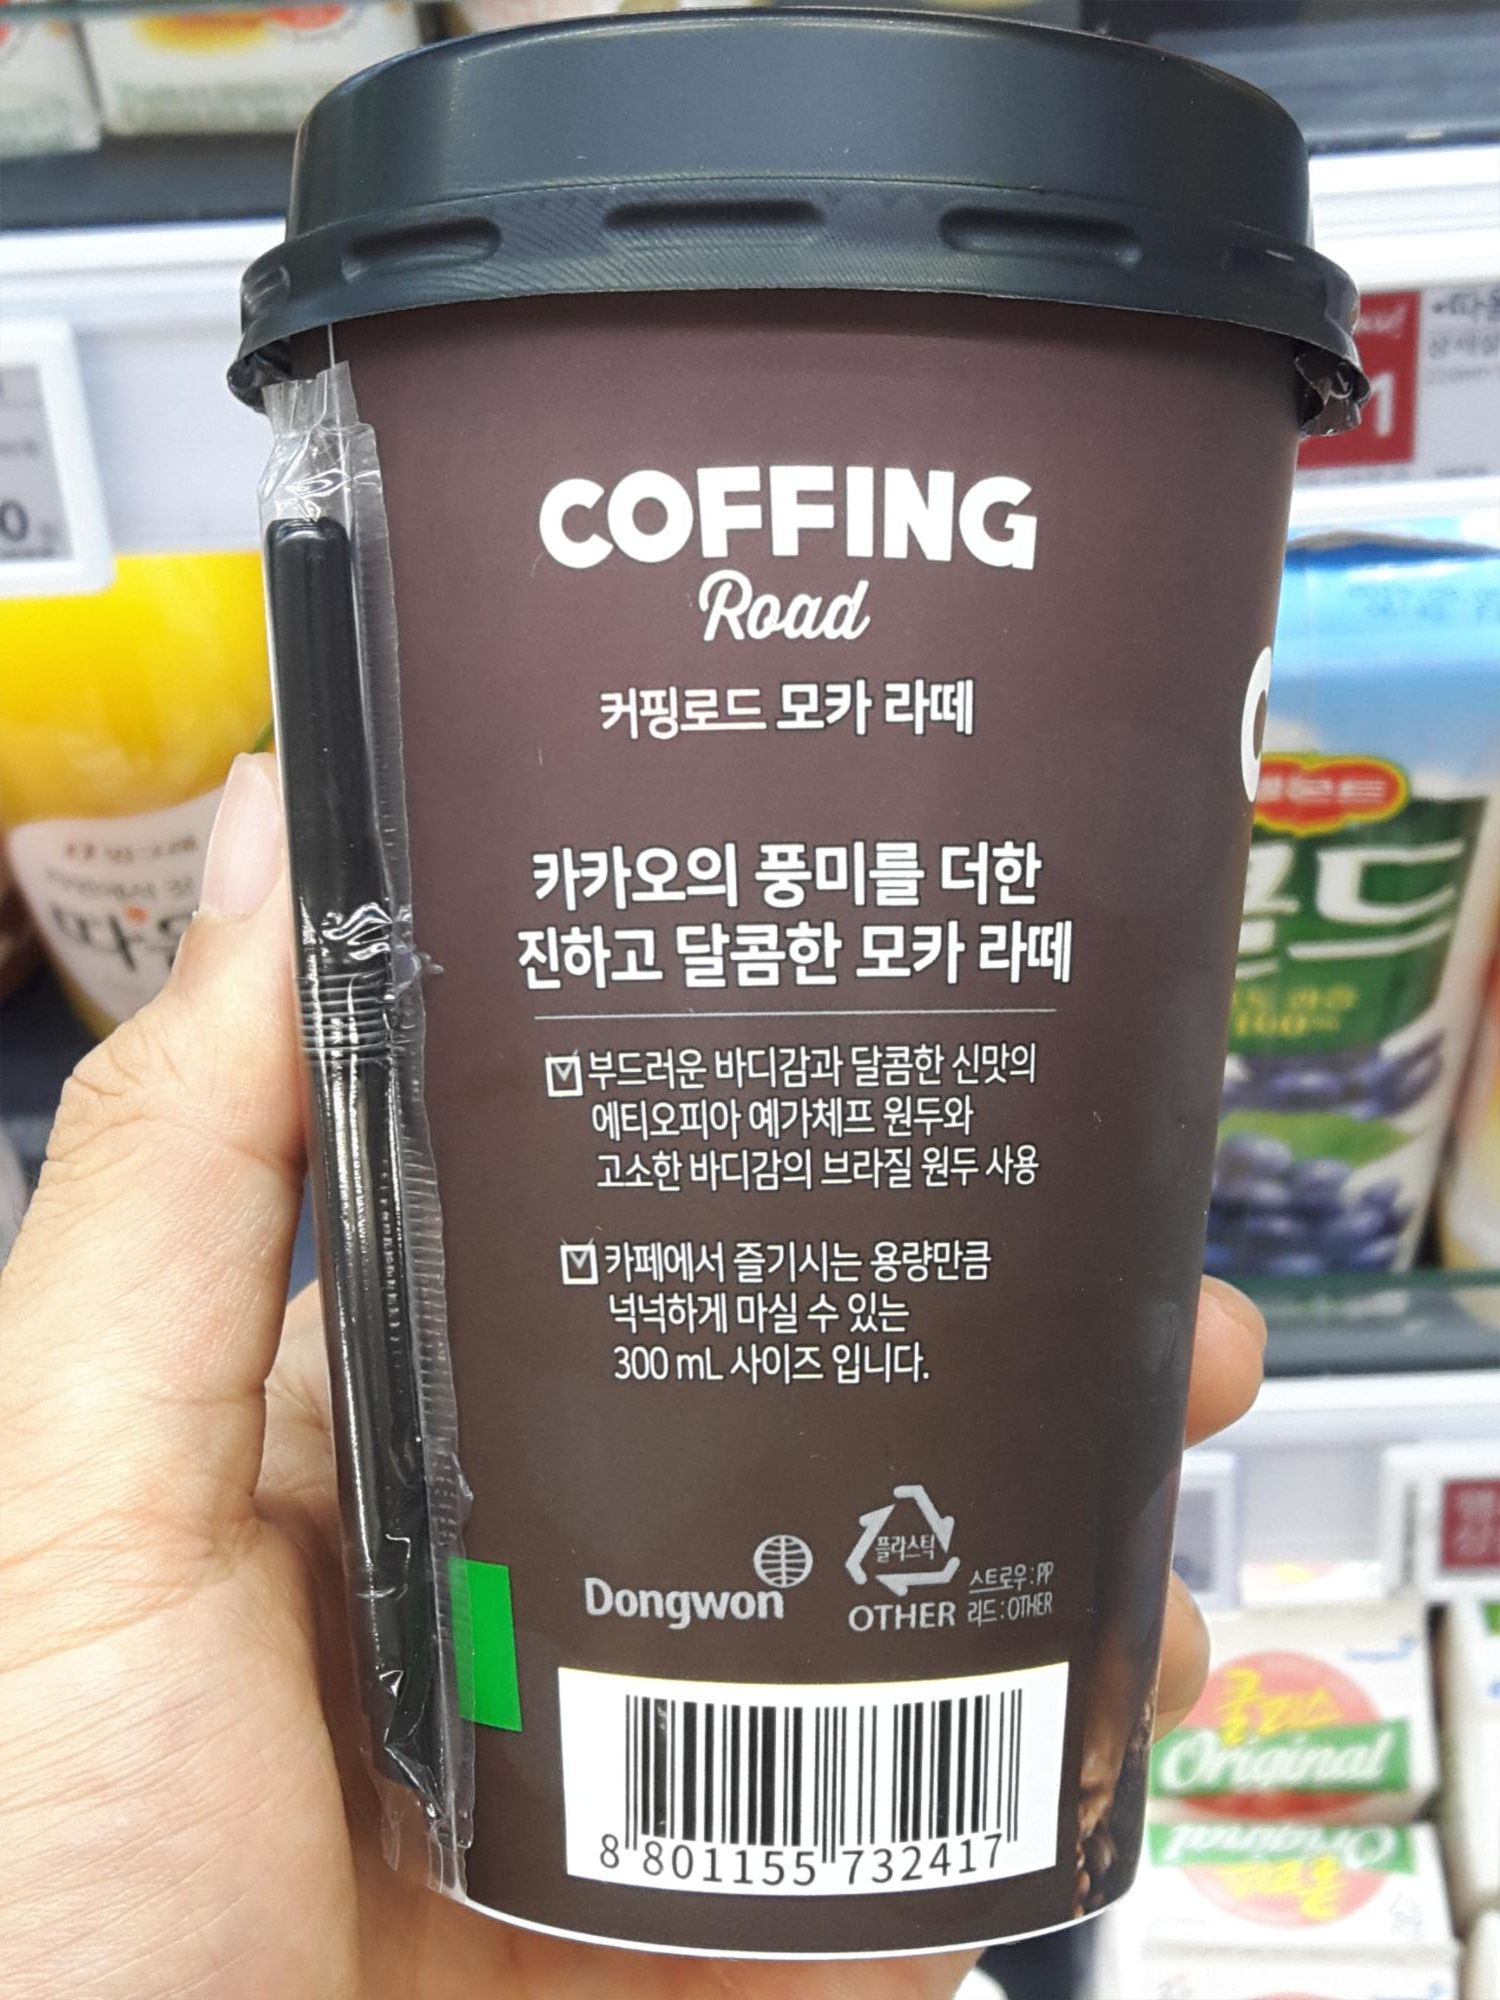 COFFING
Road
커핑로드 모카 라떼
카카오의 풍미를 더한
진하고 달콤한 모카 라떼
부드러운 바디감과 달콤한 신맛의
에티오피아 예가체프 원두와
고소한 바디감의 브라질 원두 사용
카페에서 즐기시는 용량만큼
넉넉하게 마실 수 있는
300 mL 사이즈 입니다.
Dongwon
플라스틱
OTHER
스트로우:PP
리드:OTHER
8 801155 732417
Original
Original